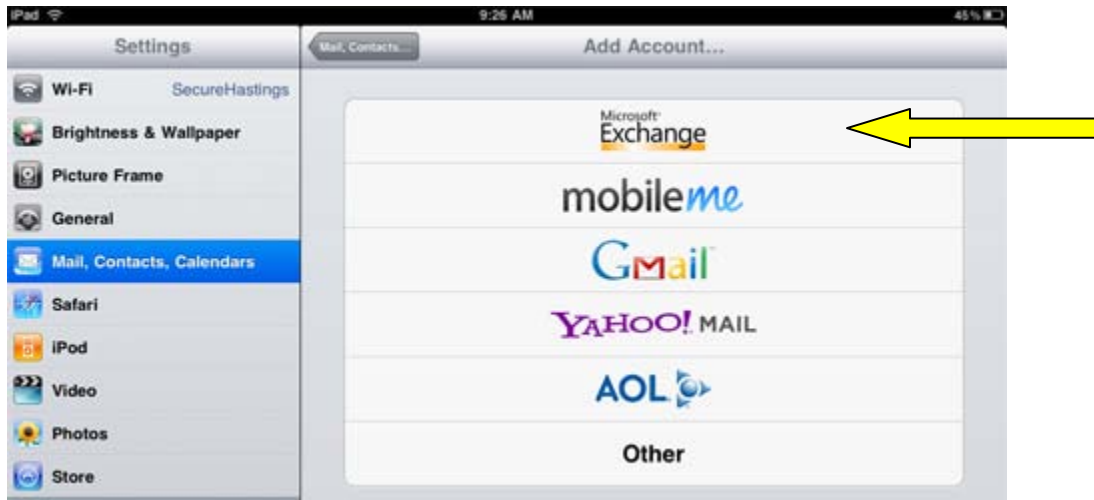 iPad 9:26 AM 45%
Settings
Mail, Contacts...
Add Account...
Wi-Fi SecureHastings
Brightness & Wallpaper
Picture Frame
General
Mail, Contacts, Calendars
Safari
iPod
Video
Photos
Store
Microsoft
Exchange
mobileme
Gmail
YAHOO! MAIL
AOL
Other